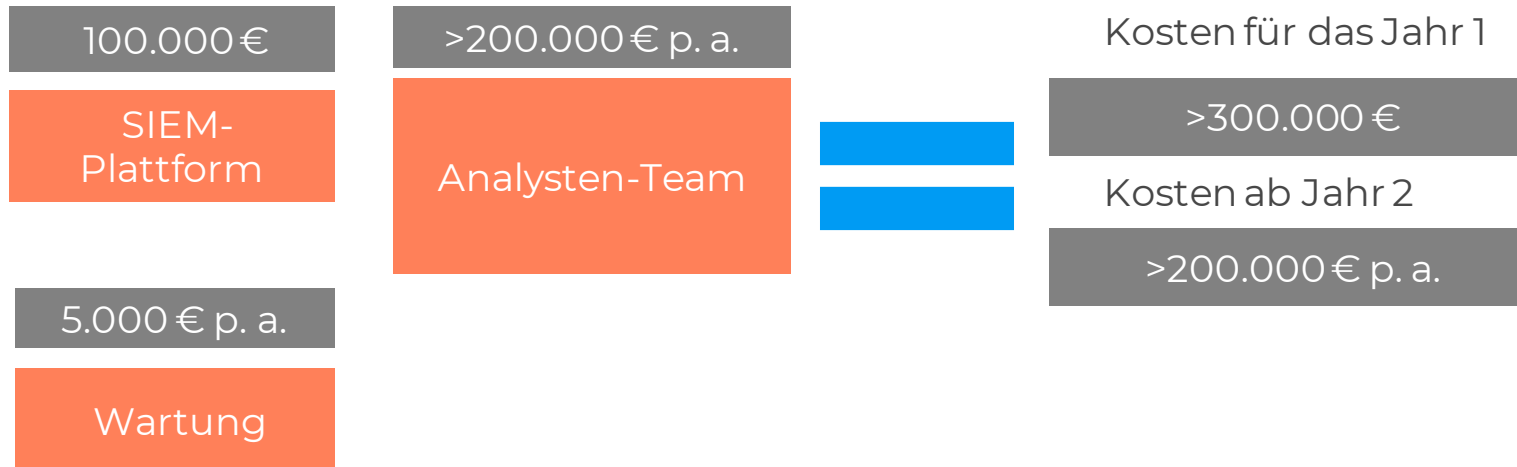 100.000 €
SIEM-
Plattform
5.000 € p. a.
Wartung
>200.000 € p. a.
Analysten-Team
Kosten für das Jahr 1
>300.000 €
Kosten ab Jahr 2
>200.000 € p. a.